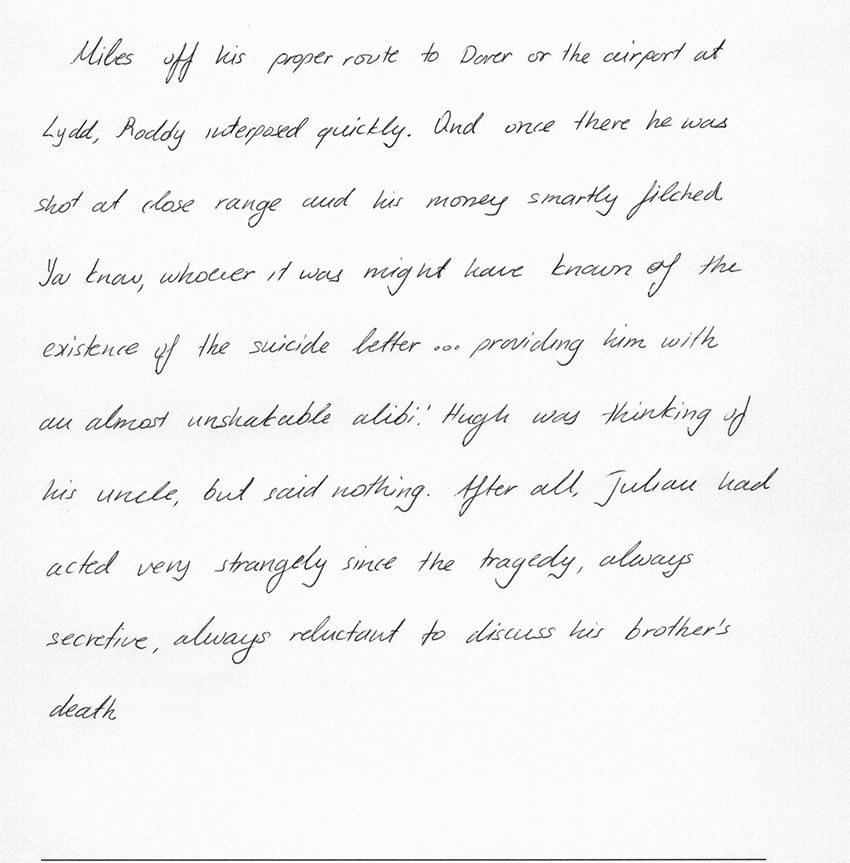 Miles off his proper route to Dover or the airport at
Lydd, Roddy interposed quickly. And once there he was
shot at close range and his money smartly filched
You know, whoever it was might have known of the
existence of the suicide letter ... providing him with
an almost unshakable alibi! Hugh was thinking of
his uncle, but said nothing. After all, Julian had
acted very strangely since the tragedy, always
secretive, always reluctant to discuss his brother's
death